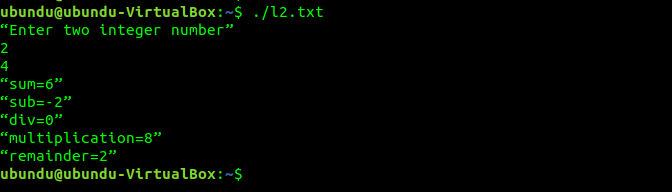 ubundu@ubundu-VirtualBox:~$ ./l2.txt
“Enter two integer number”
2
4
“sum=6”
“sub=-2”
“div=0”
“multiplication=8”
“remainder=2”
ubundu@ubundu-VirtualBox:~$